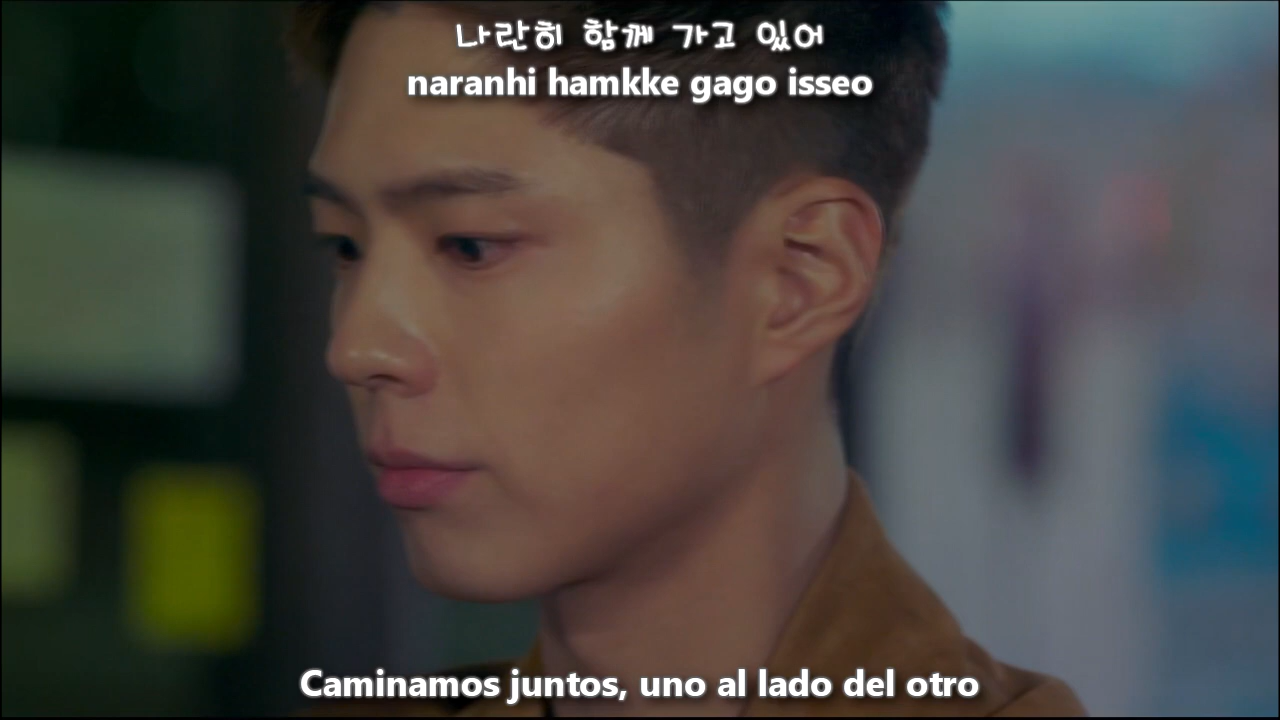 나란히 함께 가고 있어
naranhi hamkke gago isseo
Caminamos juntos, uno al lado del otro